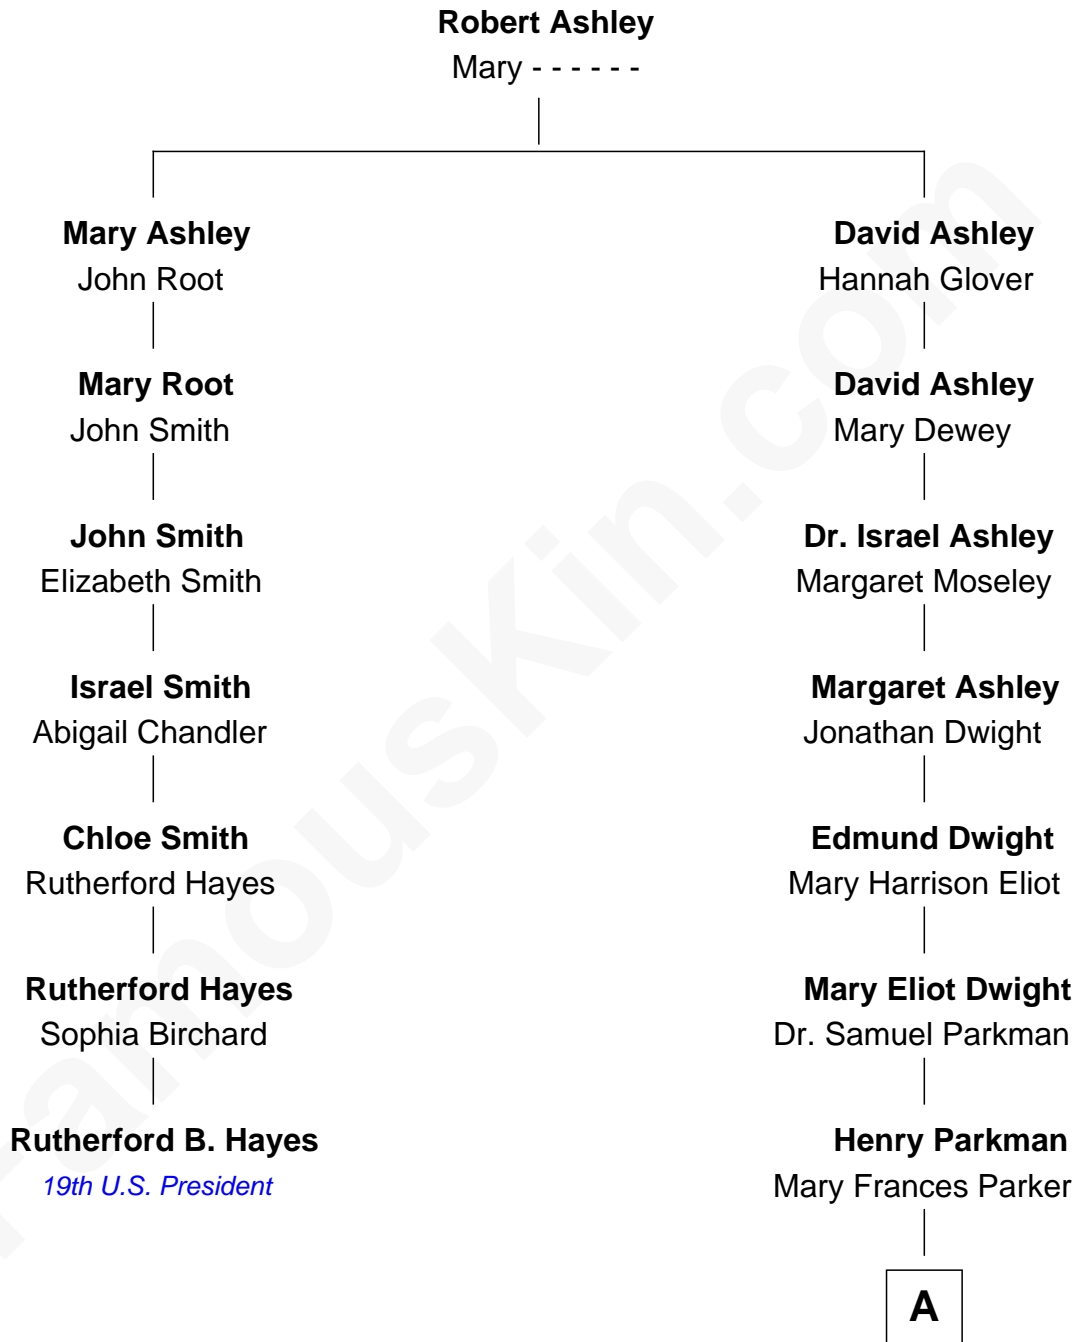 Robert Ashley
Mary - - - - - -
Mary Ashley
John Root
David Ashley
Hannah Glover
Mary Root
John Smith
David Ashley
Mary Dewey
John Smith
Elizabeth Smith
Dr. Israel Ashley
Margaret Moseley
Israel Smith
Abigail Chandler
Margaret Ashley
Jonathan Dwight
Chloe Smith
Rutherford Hayes
Edmund Dwight
Mary Harrison Eliot
Rutherford Hayes
Sophia Birchard
Mary Eliot Dwight
Dr. Samuel Parkman
Rutherford B. Hayes
19th U.S. President
Henry Parkman
Mary Frances Parker
A
FamousKin.com